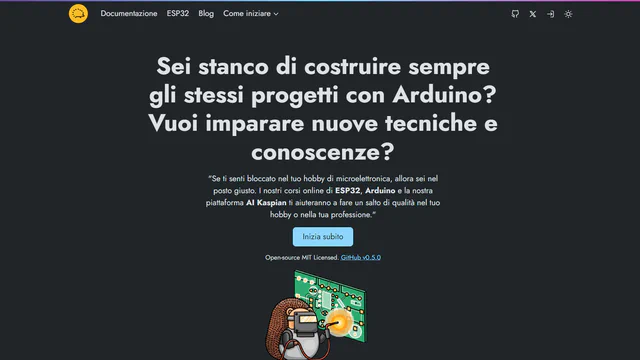 Documentazione ESP32 Blog Come iniziare
Sei stanco di costruire sempre
gli stessi progetti con Arduino?
Vuoi imparare nuove tecniche e
conoscenze?
"Se ti senti bloccato nel tuo hobby di microelettronica, allora sei nel
posto giusto. I nostri corsi online di ESP32, Arduino e la nostra
piattaforma AI Kaspian ti aiuteranno a fare un salto di qualità nel tuo
hobby o nella tua professione."
Inizia subito
Open-source MIT Licensed. GitHub v0.5.0